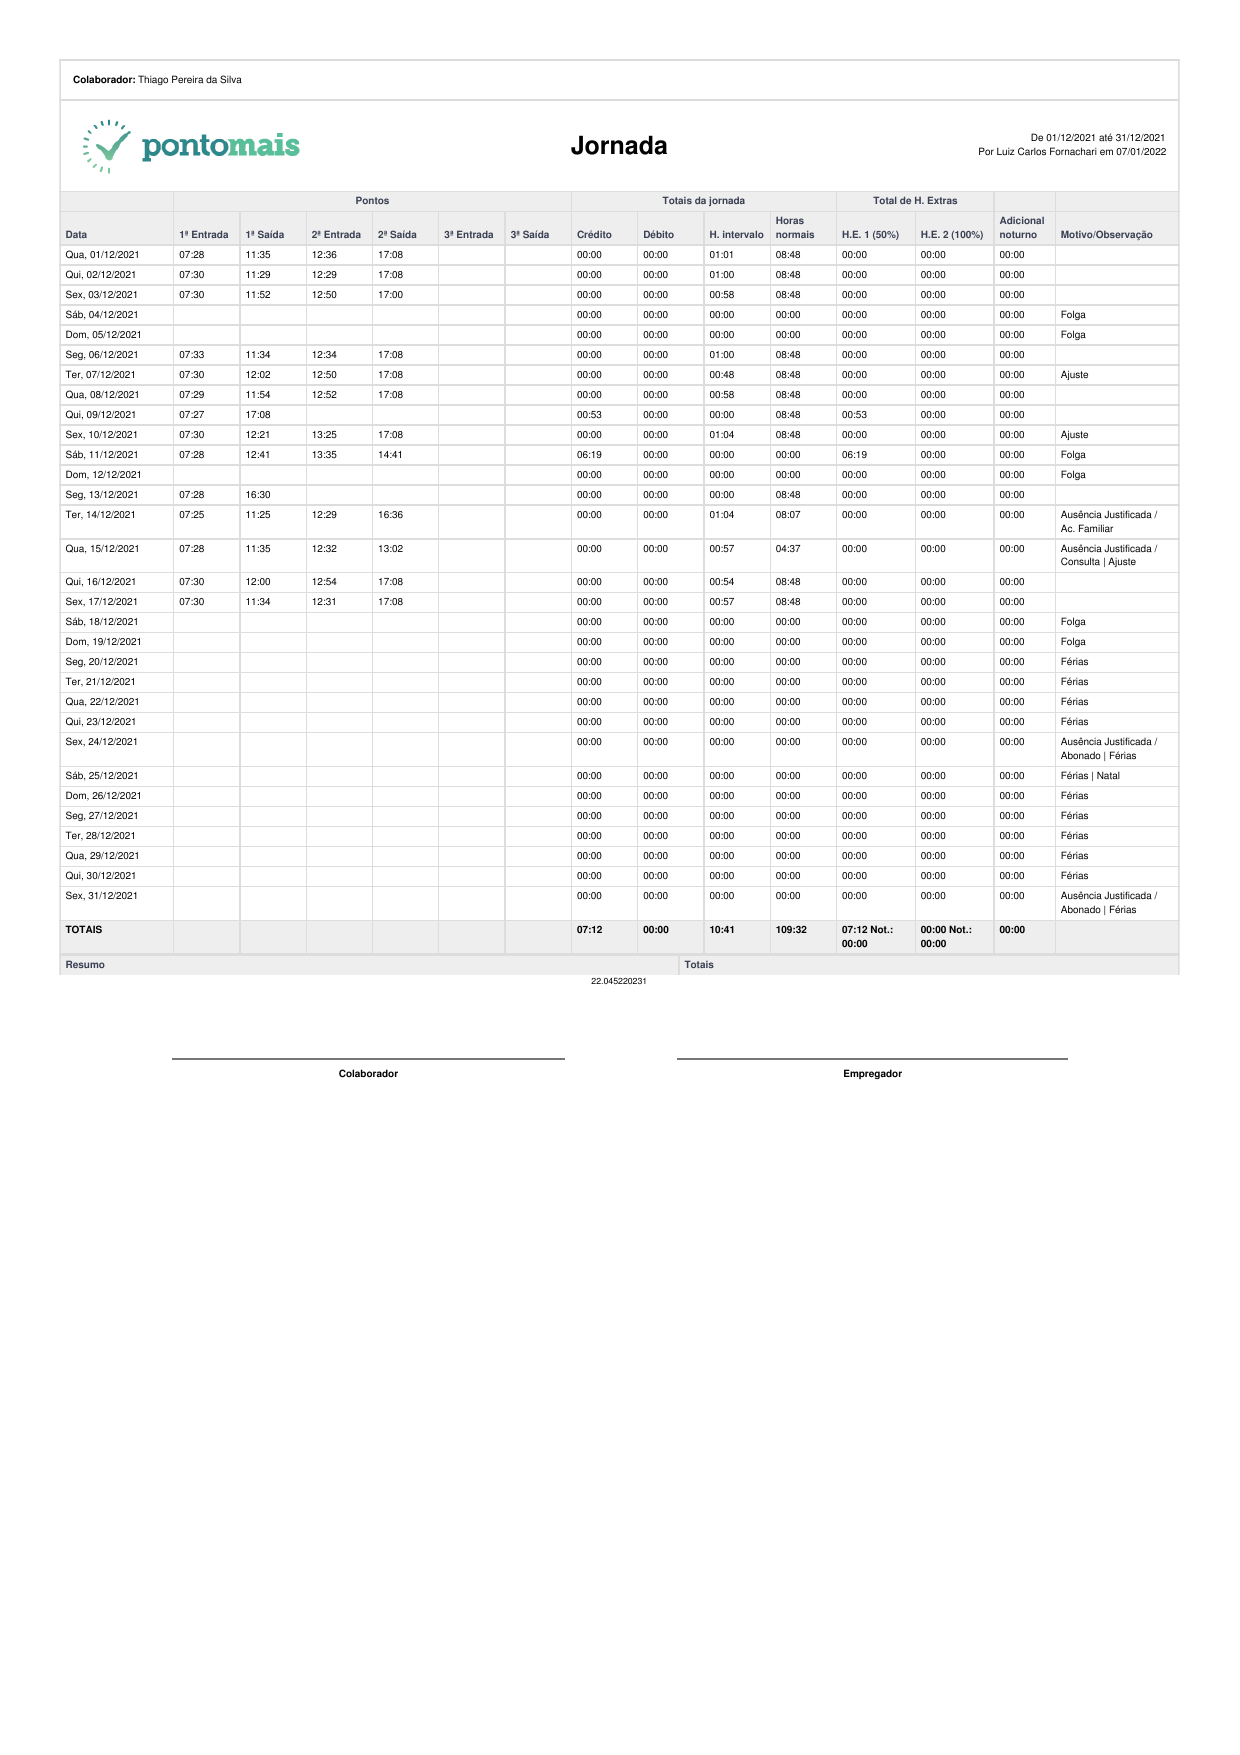 Colaborador: Thiago Pereira da Silva
pontomais
Jornada
De 01/12/2021 até 31/12/2021
Por Luiz Carlos Fornachari em 07/01/2022
Pontos Totais da jornada Total de H. Extras
Data 1ª Entrada 1ª Saída 2ª Entrada 2ª Saída 3ª Entrada 3ª Saída Crédito Débito H. intervalo Horas normais H.E. 1 (50%) H.E. 2 (100%) Adicional noturno Motivo/Observação
Qua, 01/12/2021 07:28 11:35 12:36 17:08 00:00 00:00 01:01 08:48 00:00 00:00 00:00
Qui, 02/12/2021 07:30 11:29 12:29 17:08 00:00 00:00 01:00 08:48 00:00 00:00 00:00
Sex, 03/12/2021 07:30 11:52 12:50 17:00 00:00 00:00 00:58 08:48 00:00 00:00 00:00
Sáb, 04/12/2021 00:00 00:00 00:00 00:00 00:00 00:00 00:00 Folga
Dom, 05/12/2021 00:00 00:00 00:00 00:00 00:00 00:00 00:00 Folga
Seg, 06/12/2021 07:33 11:34 12:34 17:08 00:00 00:00 01:00 08:48 00:00 00:00 00:00
Ter, 07/12/2021 07:30 12:02 12:50 17:08 00:00 00:00 00:48 08:48 00:00 00:00 00:00 Ajuste
Qua, 08/12/2021 07:29 11:54 12:52 17:08 00:00 00:00 00:58 08:48 00:00 00:00 00:00
Qui, 09/12/2021 07:27 17:08 00:53 00:00 00:00 08:48 00:53 00:00 00:00
Sex, 10/12/2021 07:30 12:21 13:25 17:08 00:00 00:00 01:04 08:48 00:00 00:00 00:00 Ajuste
Sáb, 11/12/2021 07:28 12:41 13:35 14:41 06:19 00:00 00:00 00:00 06:19 00:00 00:00 Folga
Dom, 12/12/2021 00:00 00:00 00:00 00:00 00:00 00:00 00:00 Folga
Seg, 13/12/2021 07:28 16:30 00:00 00:00 00:00 08:48 00:00 00:00 00:00
Ter, 14/12/2021 07:25 11:25 12:29 16:36 00:00 00:00 01:04 08:07 00:00 00:00 00:00 Ausência Justificada /
Ac. Familiar
Qua, 15/12/2021 07:28 11:35 12:32 13:02 00:00 00:00 00:57 04:37 00:00 00:00 00:00 Ausência Justificada /
Consulta | Ajuste
Qui, 16/12/2021 07:30 12:00 12:54 17:08 00:00 00:00 00:54 08:48 00:00 00:00 00:00
Sex, 17/12/2021 07:30 11:34 12:31 17:08 00:00 00:00 00:57 08:48 00:00 00:00 00:00
Sáb, 18/12/2021 00:00 00:00 00:00 00:00 00:00 00:00 00:00 Folga
Dom, 19/12/2021 00:00 00:00 00:00 00:00 00:00 00:00 00:00 Folga
Seg, 20/12/2021 00:00 00:00 00:00 00:00 00:00 00:00 00:00 Férias
Ter, 21/12/2021 00:00 00:00 00:00 00:00 00:00 00:00 00:00 Férias
Qua, 22/12/2021 00:00 00:00 00:00 00:00 00:00 00:00 00:00 Férias
Qui, 23/12/2021 00:00 00:00 00:00 00:00 00:00 00:00 00:00 Férias
Sex, 24/12/2021 00:00 00:00 00:00 00:00 00:00 00:00 00:00 Ausência Justificada /
Abonado | Férias
Sáb, 25/12/2021 00:00 00:00 00:00 00:00 00:00 00:00 00:00 Férias | Natal
Dom, 26/12/2021 00:00 00:00 00:00 00:00 00:00 00:00 00:00 Férias
Seg, 27/12/2021 00:00 00:00 00:00 00:00 00:00 00:00 00:00 Férias
Ter, 28/12/2021 00:00 00:00 00:00 00:00 00:00 00:00 00:00 Férias
Qua, 29/12/2021 00:00 00:00 00:00 00:00 00:00 00:00 00:00 Férias
Qui, 30/12/2021 00:00 00:00 00:00 00:00 00:00 00:00 00:00 Férias
Sex, 31/12/2021 00:00 00:00 00:00 00:00 00:00 00:00 00:00 Ausência Justificada /
Abonado | Férias
TOTAIS 07:12 00:00 10:41 109:32 07:12 Not.: 00:00 00:00 Not.: 00:00 00:00
Resumo Totais
22.045220231
Colaborador Empregador